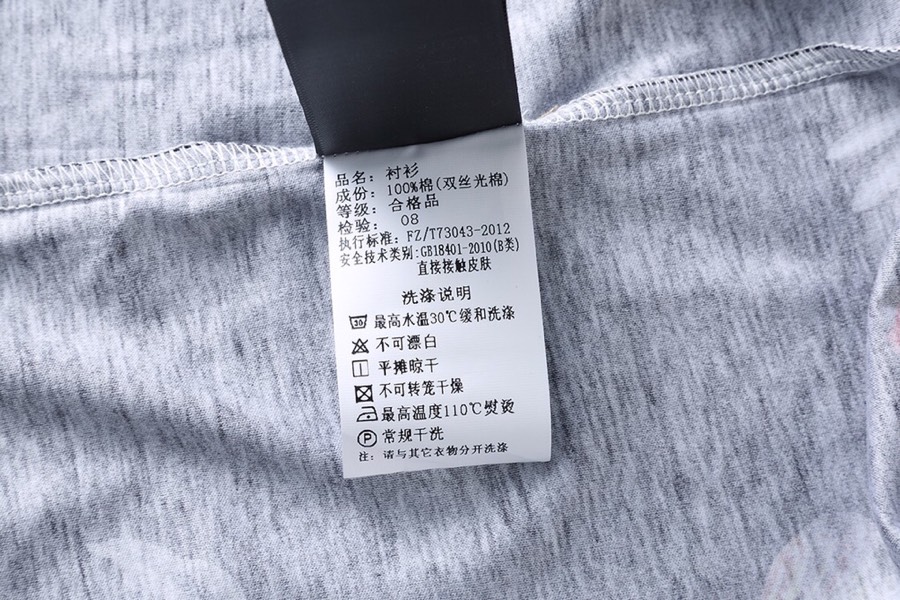 品名: 衬衫
成份: 100%棉(双丝光棉)
等级: 合格品
检验: 08
执行标准: FZ/T73043-2012
安全技术类别:GB18401-2010(B类)
直接接触皮肤
洗涤说明
30 最高水温30℃缓和洗涤
不可漂白
平摊晾干
不可转笼干燥
最高温度110℃熨烫
P 常规干洗
注: 请与其它衣物分开洗涤